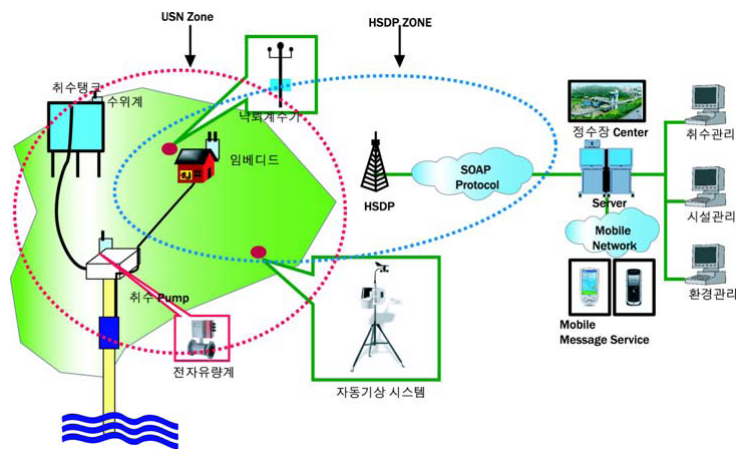 USN Zone
HSDP ZONE
취수탱크
수위계
낙뢰계수기
임베디드
정수장 Center
취수관리
SOAP
Protocol
HSDP
Server
시설관리
Mobile
Network
취수 Pump
Mobile
Message Service
환경관리
전자유량계
자동기상 시스템